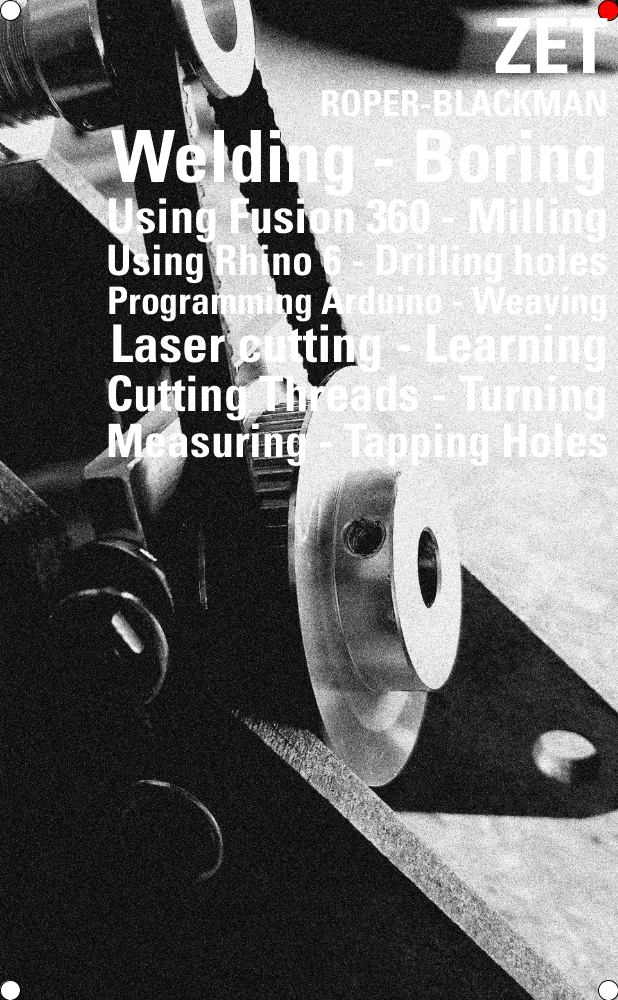 ZET
ROPER-BLACKMAN
Welding - Boring
Using Fusion 360 - Milling
Using Rhino 6 - Drilling holes
Programming Arduino - Weaving
Laser cutting - Learning
Cutting Threads - Turning
Measuring - Tapping Holes